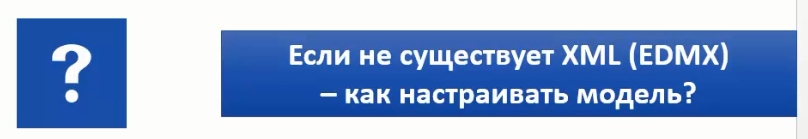 ?
Если не существует XML (EDMX)
– как настраивать модель?